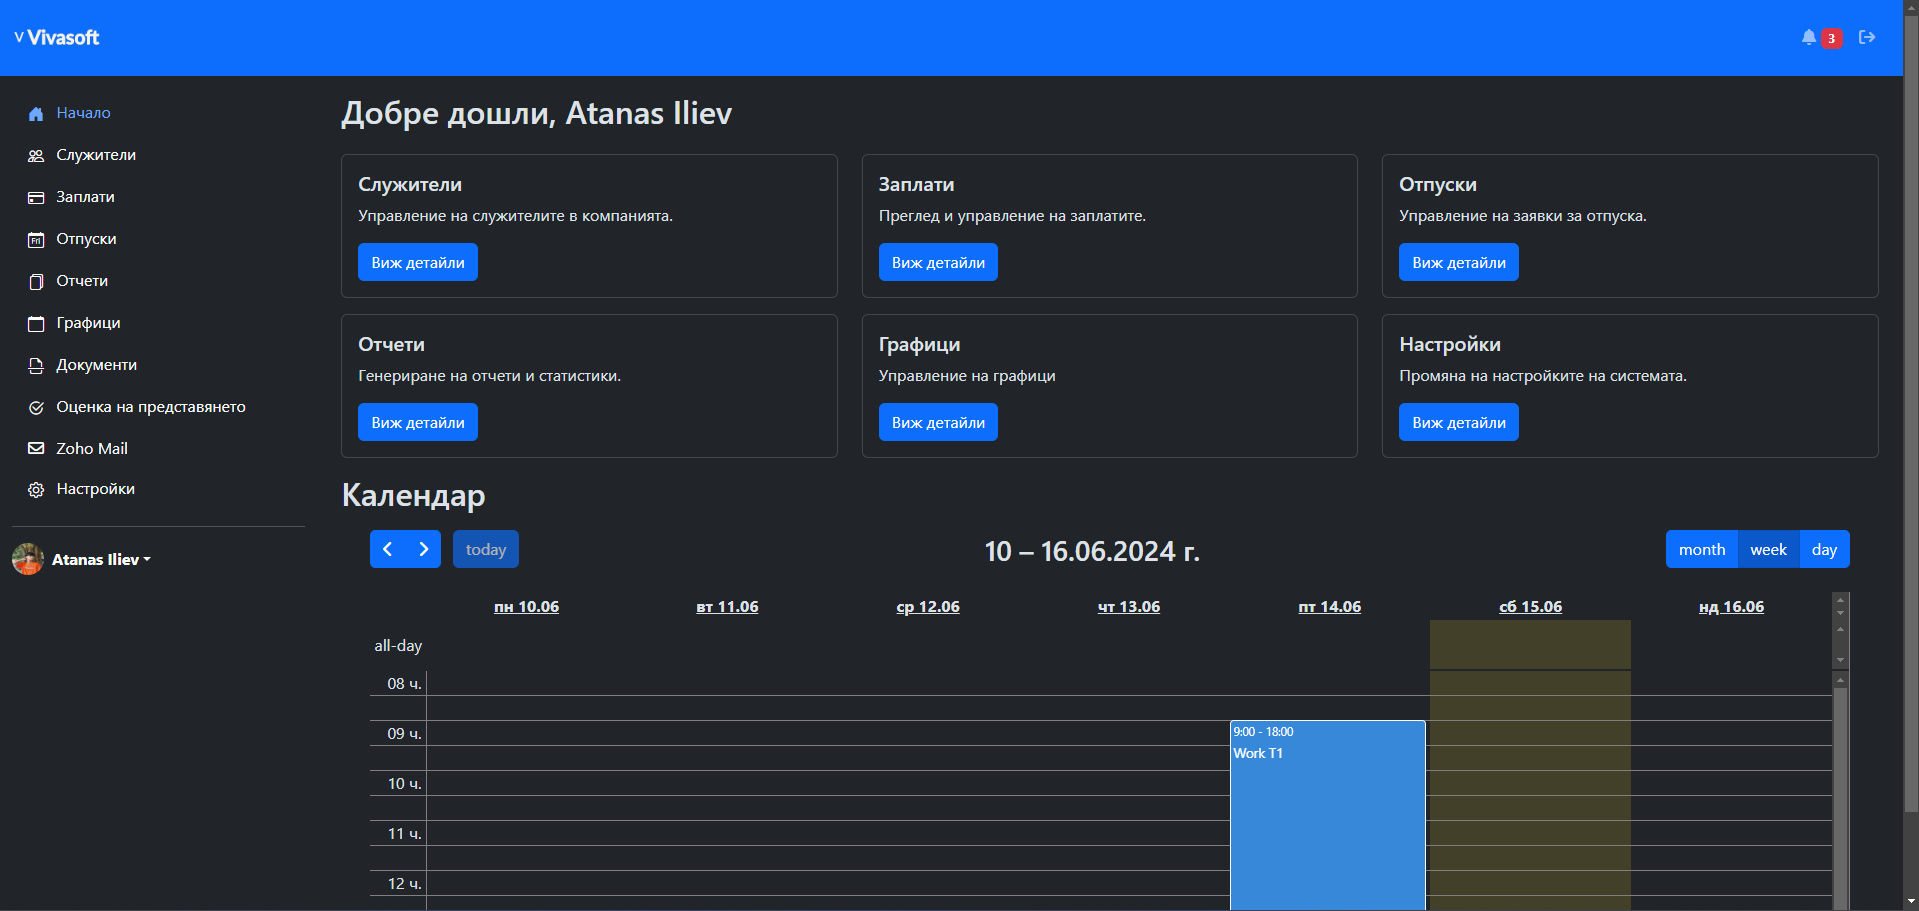 V Vivasoft
3
Начало
Служители
Заплати
Отпуски
Fri
Отчети
Графици
Документи
Оценка на представянето
Zoho Mail
Настройки
Atanas Iliev
Добре дошли, Atanas Iliev
Служители
Управление на служителите в компанията.
Виж детайли
Заплати
Преглед и управление на заплатите.
Виж детайли
Отпуски
Управление на заявки за отпуска.
Виж детайли
Отчети
Генериране на отчети и статистики.
Виж детайли
Графици
Управление на графици
Виж детайли
Настройки
Промяна на настройките на системата.
Виж детайли
Календар
today
10 – 16.06.2024 г.
month week day
пн 10.06 вт 11.06 ср 12.06 чт 13.06 пт 14.06 сб 15.06 нд 16.06
all-day
08 ч.
09 ч.
9:00 - 18:00
Work T1
10 ч.
11 ч.
12 ч.